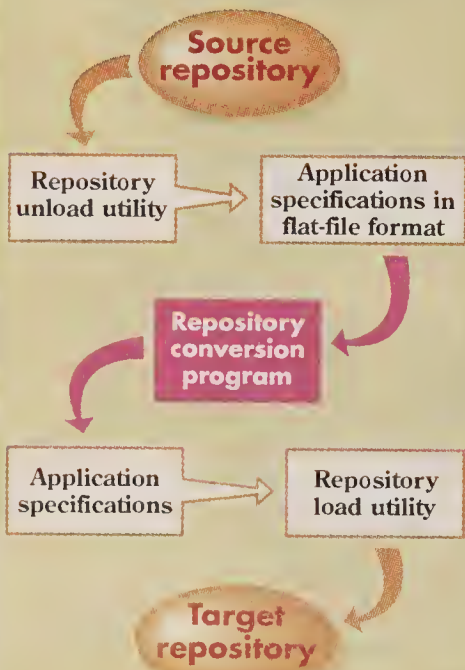 Source
repository
Repository
unload utility
Application
specifications in
flat-file format
Repository
conversion
program
Application
specifications
Repository
load utility
Target
repository